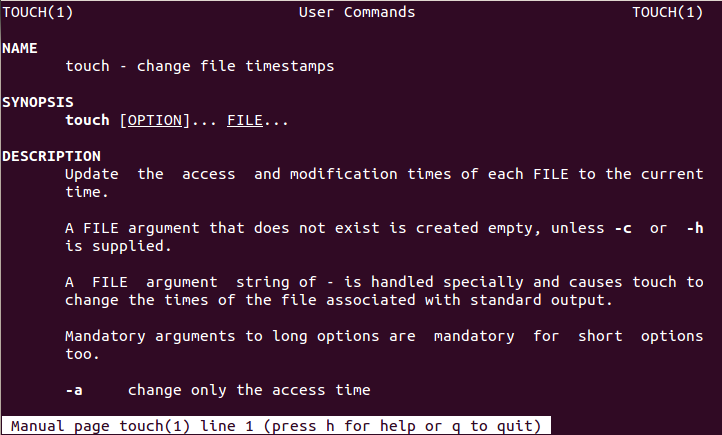 TOUCH(1) User Commands TOUCH(1)
NAME
touch - change file timestamps
SYNOPSIS
touch [OPTION]... FILE...
DESCRIPTION
Update the access and modification times of each FILE to the current
time.
A FILE argument that does not exist is created empty, unless -c or -h
is supplied.
A FILE argument string of - is handled specially and causes touch to
change the times of the file associated with standard output.
Mandatory arguments to long options are mandatory for short options
too.
-a change only the access time
Manual page touch(1) line 1 (press h for help or q to quit)